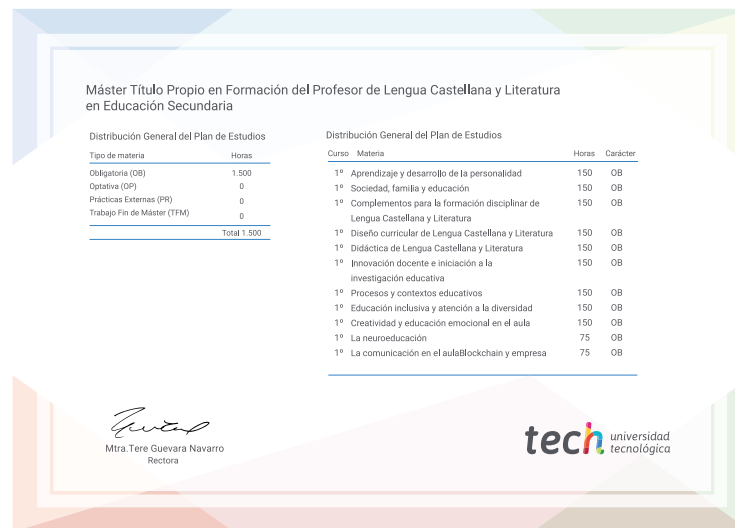 Máster Título Propio en Formación del Profesor de Lengua Castellana y Literatura
en Educación Secundaria
Distribución General del Plan de Estudios
Tipo de materia Horas
Obligatoria (OB) 1.500
Optativa (OP) 0
Prácticas Externas (PR) 0
Trabajo Fin de Máster (TFM) 0
Total 1.500
Distribución General del Plan de Estudios
Curso Materia Horas Carácter
1º Aprendizaje y desarrollo de la personalidad 150 OB
1º Sociedad, familia y educación 150 OB
1º Complementos para la formación disciplinar de 150 OB
Lengua Castellana y Literatura
1º Diseño curricular de Lengua Castellana y Literatura 150 OB
1º Didáctica de Lengua Castellana y Literatura 150 OB
1º Innovación docente e iniciación a la 150 OB
investigación educativa
1º Procesos y contextos educativos 150 OB
1º Educación inclusiva y atención a la diversidad 150 OB
1º Creatividad y educación emocional en el aula 150 OB
1º La neuroeducación 75 OB
1º La comunicación en el aulaBlockchain y empresa 75 OB
Mtra.Tere Guevara Navarro
Rectora
tech universidad
tecnológica